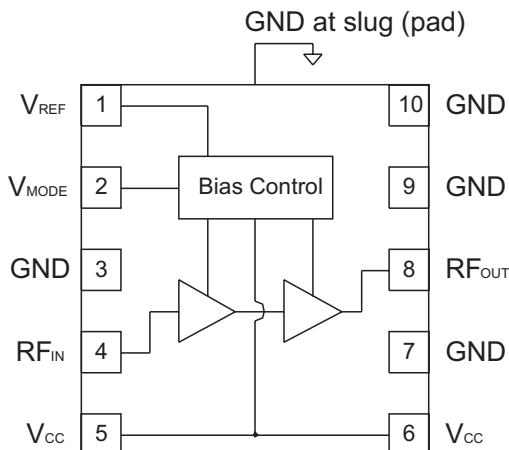 GND at slug (pad)
VREF 1 10 GND
VMODE 2 Bias Control 9 GND
GND 3 8 RFOUT
RFIN 4 7 GND
VCC 5 6 VCC